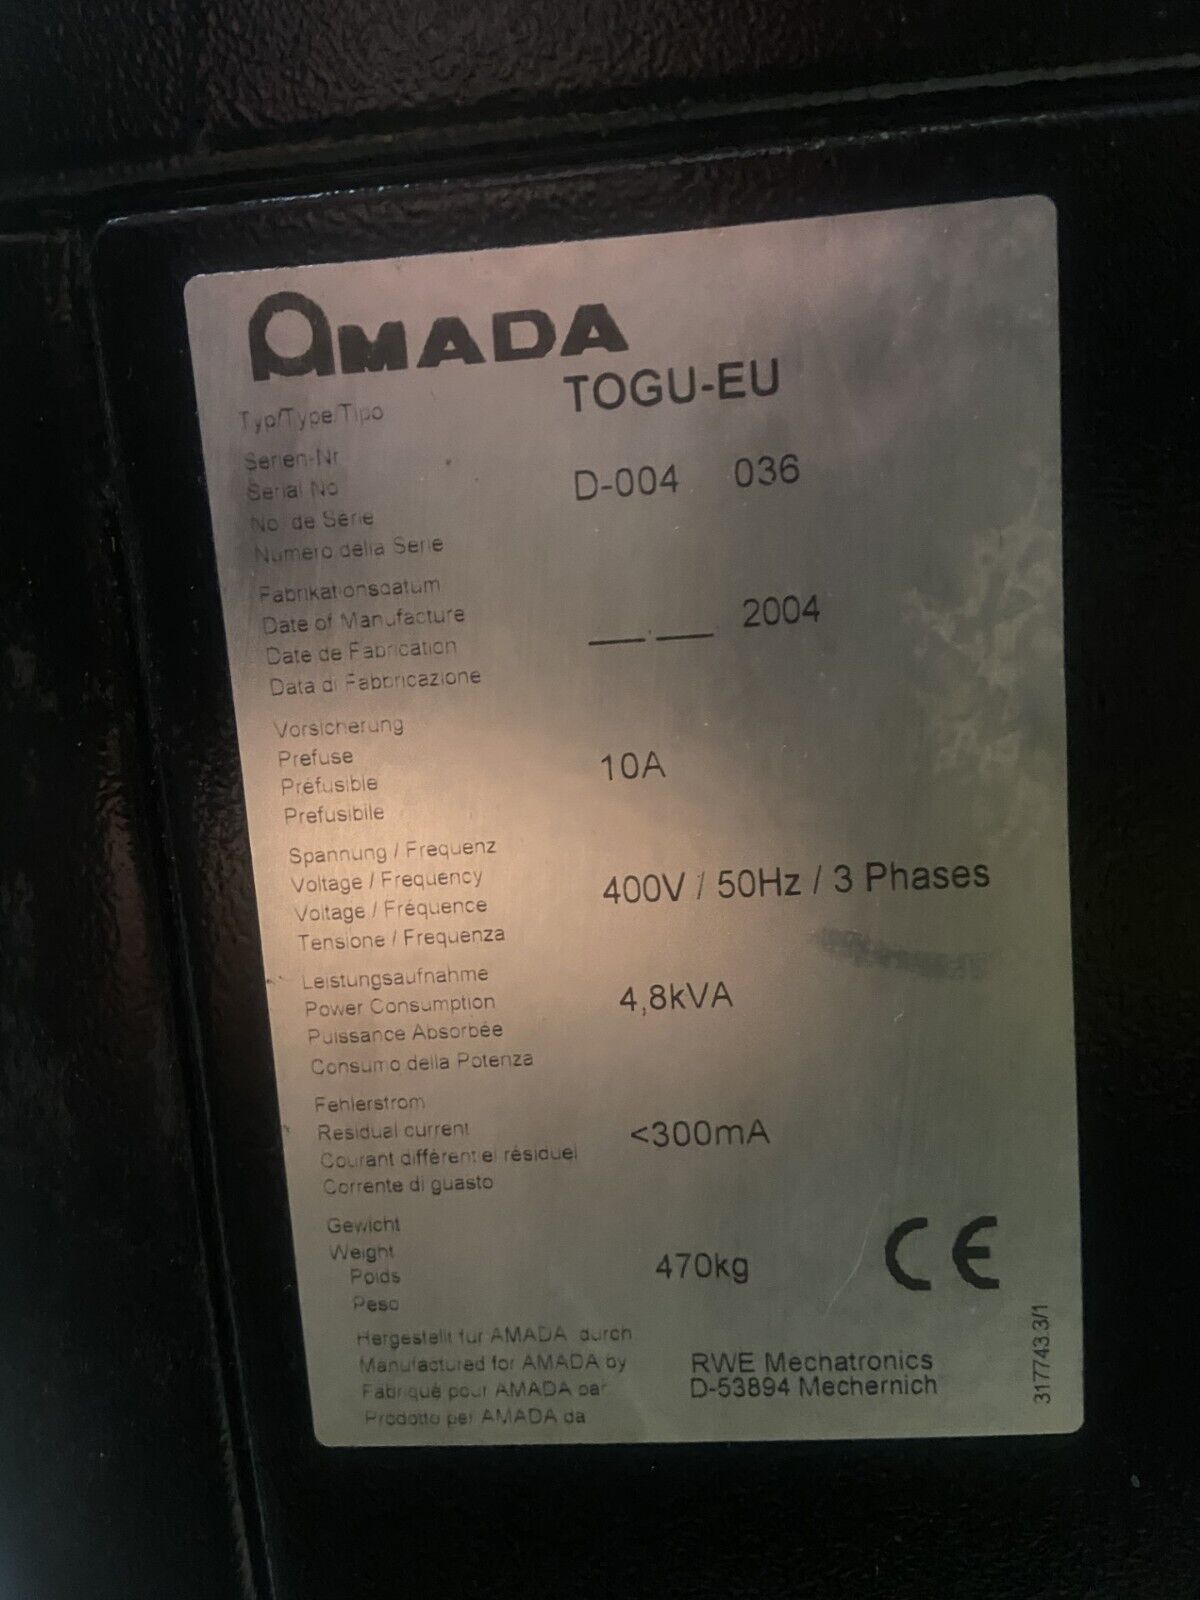 AMADA
Typ/Type/Tipo TOGU-EU
Serien-Nr
Serial No D-004 036
No. de Série
Numero della Serie
Fabrikationsdatum
Date of Manufacture __.__ 2004
Date de Fabrication
Data di Fabbricazione
Vorsicherung
Prefuse 10A
Préfusible
Prefusibile
Spannung / Frequenz
Voltage / Frequency 400V / 50Hz / 3 Phases
Voltage / Fréquence
Tensione / Frequenza
Leistungsaufnahme
Power Consumption 4,8kVA
Puissance Absorbée
Consumo della Potenza
Fehlerstrom
Residual current <300mA
Courant différentiel résiduel
Corrente di guasto
Gewicht
Weight 470kg
Poids
Peso
CE
Hergestellt für AMADA durch
Manufactured for AMADA by RWE Mechatronics
Fabriqué pour AMADA par D-53894 Mechernich
Prodotto per AMADA da
317743 3/1